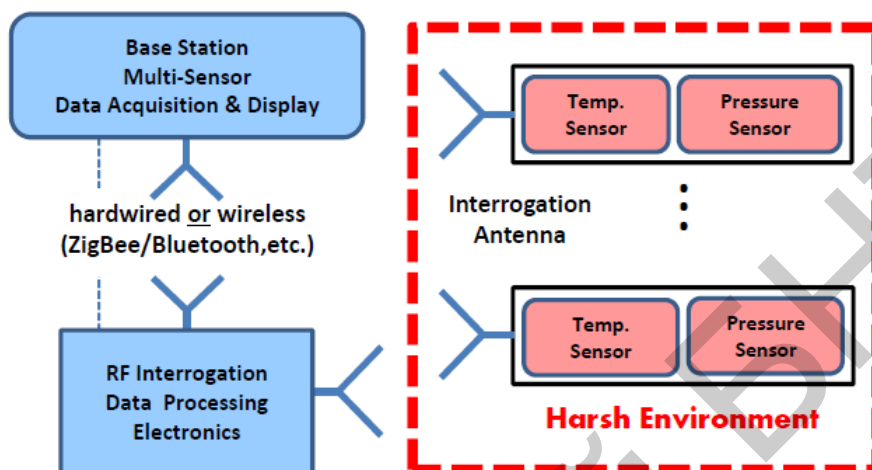 Base Station
Multi-Sensor
Data Acquisition & Display
hardwired or wireless
(ZigBee/Bluetooth,etc.)
RF Interrogation
Data Processing
Electronics
Temp.
Sensor
Pressure
Sensor
Interrogation
Antenna
Temp.
Sensor
Pressure
Sensor
Harsh Environment